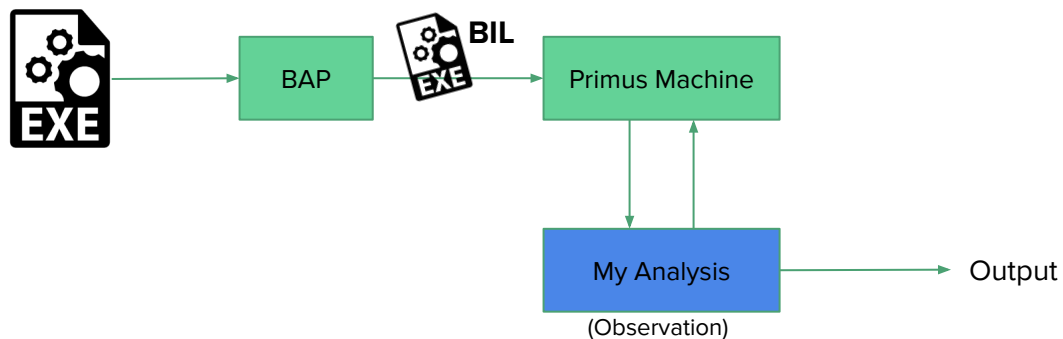 EXE
BAP
EXE
BIL
Primus Machine
My Analysis
(Observation)
Output